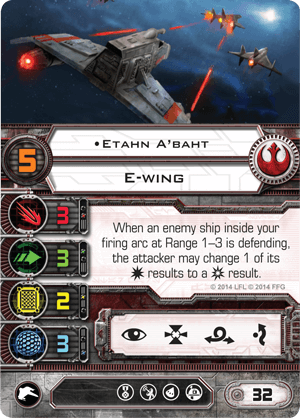 •Etahn A'baht
5
E-wing
3
When an enemy ship inside your
firing arc at Range 1–3 is defending,
the attacker may change 1 of its
results to a result.
3
© 2014 LFL © 2014 FFG
2
3
32